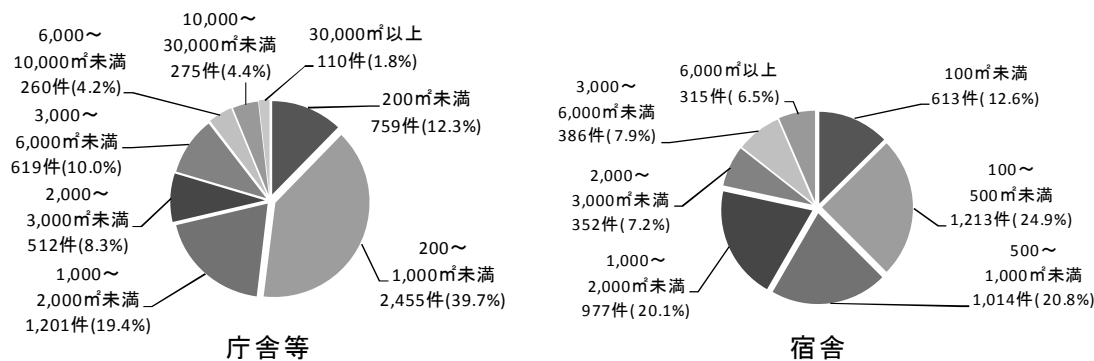 30,000㎡以上
110件(1.8%)
200㎡未満
759件(12.3%)
200～
1,000㎡未満
2,455件(39.7%)
1,000～
2,000㎡未満
1,201件(19.4%)
2,000～
3,000㎡未満
512件(8.3%)
3,000～
6,000㎡未満
619件(10.0%)
6,000～
10,000㎡未満
260件(4.2%)
10,000～
30,000㎡未満
275件(4.4%)
庁舎等
100㎡未満
613件(12.6%)
100～
500㎡未満
1,213件(24.9%)
500～
1,000㎡未満
1,014件(20.8%)
1,000～
2,000㎡未満
977件(20.1%)
2,000～
3,000㎡未満
352件(7.2%)
3,000～
6,000㎡未満
386件(7.9%)
6,000㎡以上
315件( 6.5%)
宿舎